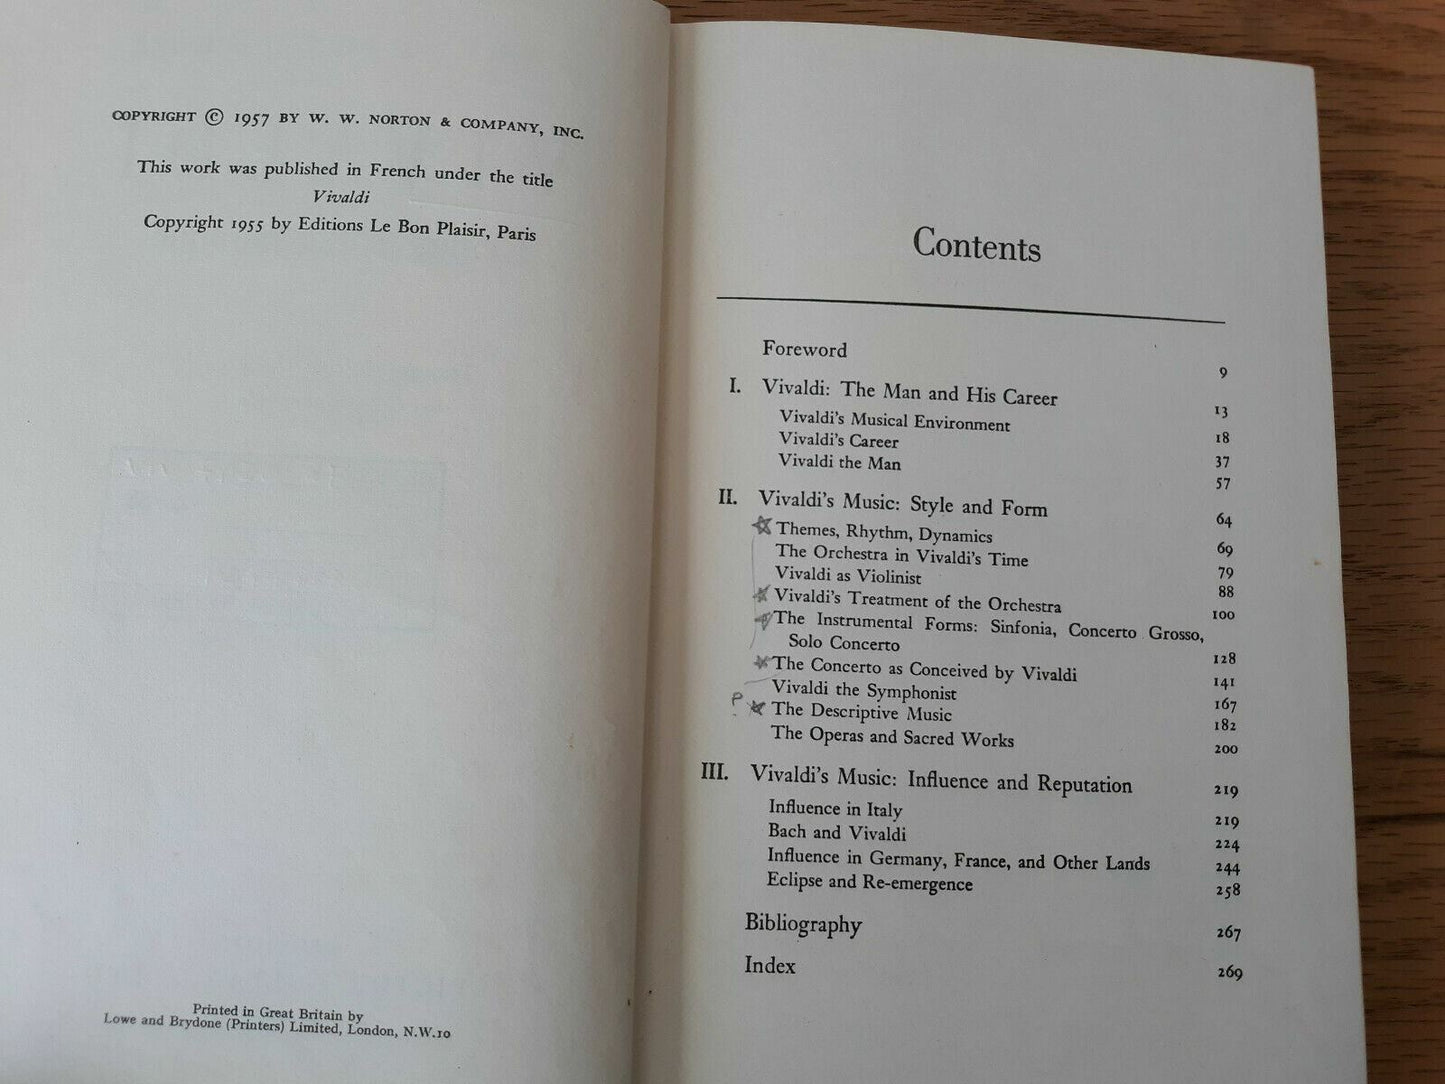 COPYRIGHT © 1957 BY W. W. NORTON & COMPANY, INC.
This work was published in French under the title
Vivaldi
Copyright 1955 by Editions Le Bon Plaisir, Paris
Printed in Great Britain by
Lowe and Brydone (Printers) Limited, London, N.W.10
Contents
Foreword 9
I. Vivaldi: The Man and His Career 13
Vivaldi's Musical Environment 18
Vivaldi's Career 37
Vivaldi the Man 57
II. Vivaldi's Music: Style and Form 64
Themes, Rhythm, Dynamics 69
The Orchestra in Vivaldi's Time 79
Vivaldi as Violinist 88
Vivaldi's Treatment of the Orchestra 100
The Instrumental Forms: Sinfonia, Concerto Grosso,
Solo Concerto 128
The Concerto as Conceived by Vivaldi 141
Vivaldi the Symphonist 167
? The Descriptive Music 182
The Operas and Sacred Works 200
III. Vivaldi's Music: Influence and Reputation 219
Influence in Italy 219
Bach and Vivaldi 224
Influence in Germany, France, and Other Lands 244
Eclipse and Re-emergence 258
Bibliography 267
Index 269